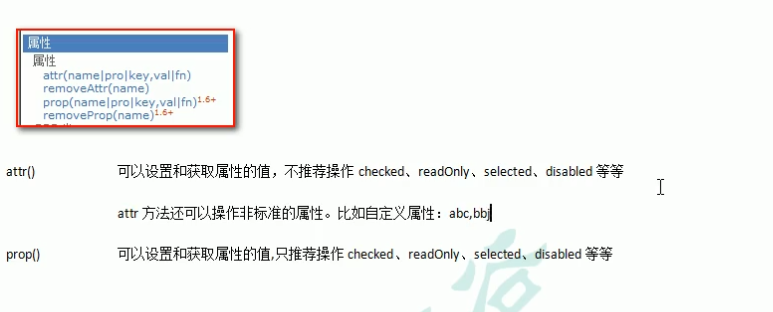 属性
属性
attr(name|pro|key,val|fn)
removeAttr(name)
prop(name|pro|key,val|fn)1.6+
removeProp(name)1.6+
attr() 可以设置和获取属性的值，不推荐操作 checked、readOnly、selected、disabled 等等
attr 方法还可以操作非标准的属性。比如自定义属性：abc,bbj
prop() 可以设置和获取属性的值,只推荐操作 checked、readOnly、selected、disabled 等等